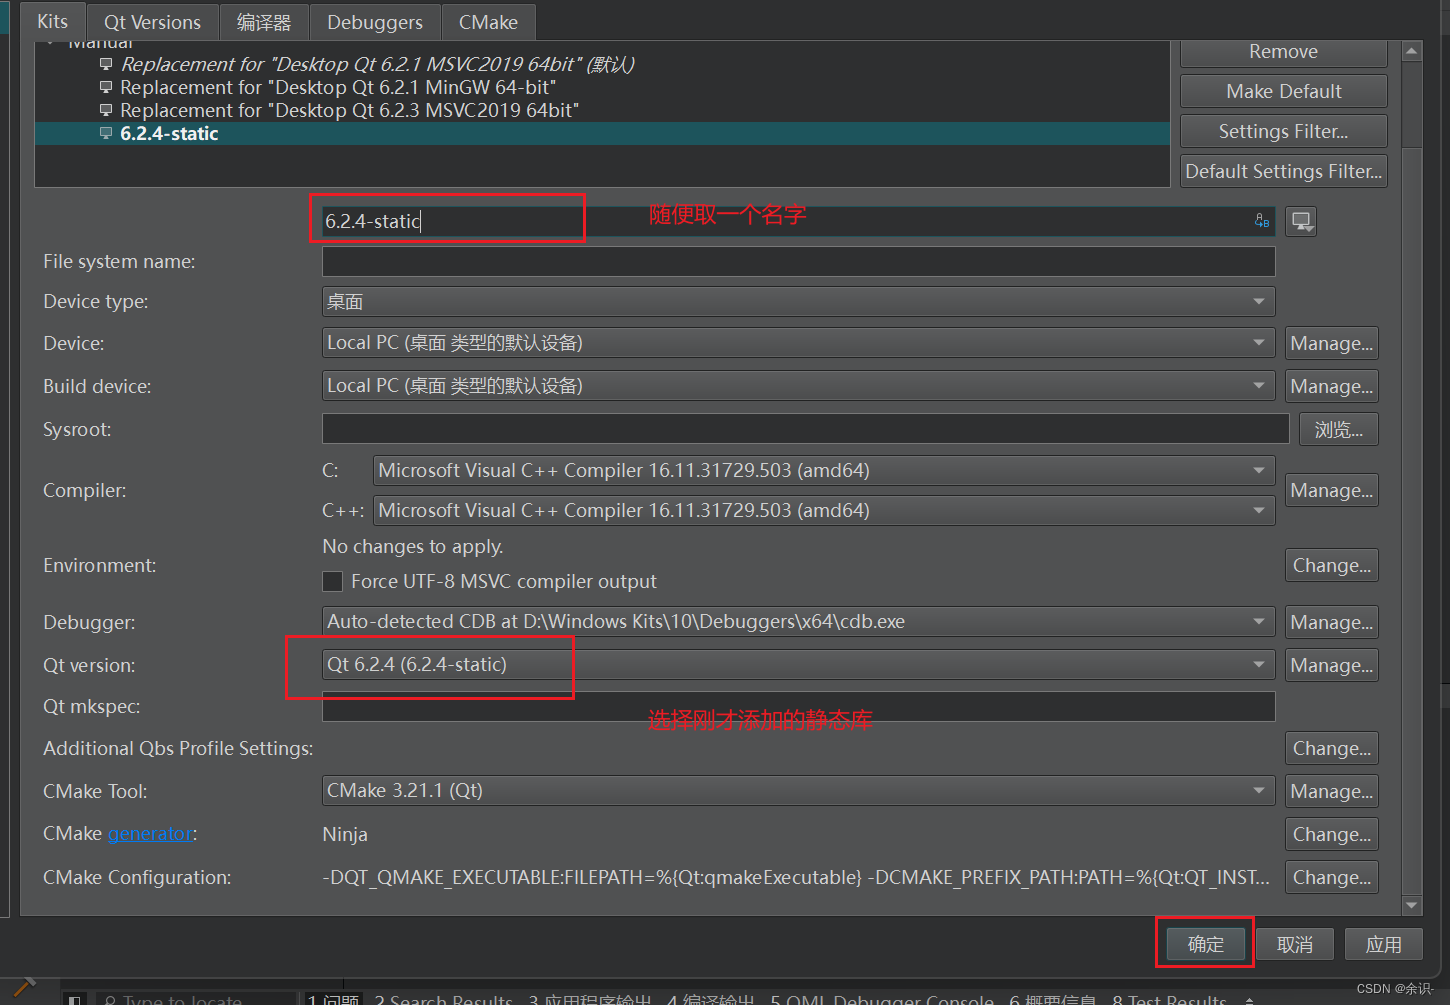 Kits Qt Versions 编译器 Debuggers CMake
Manual
Replacement for "Desktop Qt 6.2.1 MSVC2019 64bit" (默认)
Replacement for "Desktop Qt 6.2.1 MinGW 64-bit"
Replacement for "Desktop Qt 6.2.3 MSVC2019 64bit"
6.2.4-static
Remove
Make Default
Settings Filter...
Default Settings Filter...
6.2.4-static 随便取一个名字
File system name:
Device type: 桌面
Device: Local PC (桌面 类型的默认设备) Manage...
Build device: Local PC (桌面 类型的默认设备) Manage...
Sysroot: 浏览...
Compiler: C: Microsoft Visual C++ Compiler 16.11.31729.503 (amd64) Manage...
C++: Microsoft Visual C++ Compiler 16.11.31729.503 (amd64)
Environment: No changes to apply. Change...
Force UTF-8 MSVC compiler output
Debugger: Auto-detected CDB at D:\Windows Kits\10\Debuggers\x64\cdb.exe Manage...
Qt version: Qt 6.2.4 (6.2.4-static) Manage...
Qt mkspec: 选择刚才添加的静态库
Additional Qbs Profile Settings: Change...
CMake Tool: CMake 3.21.1 (Qt) Manage...
CMake generator: Ninja Change...
CMake Configuration: -DQT_QMAKE_EXECUTABLE:FILEPATH=%{Qt:qmakeExecutable} -DCMAKE_PREFIX_PATH:PATH=%{Qt:QT_INST... Change...
确定 取消 应用
Type to locate 1 问题 2 Search Results 3 应用程序输出 4 编译输出 5 QML Debugger Console 6 概要信息 8 Test Results
CSDN @余识-